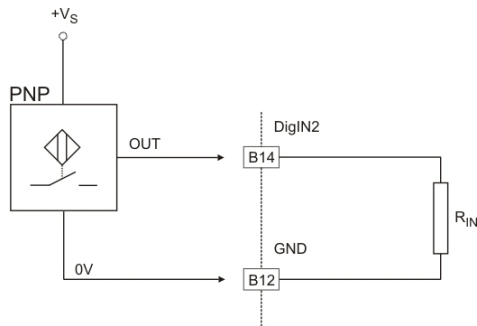 +VS
PNP
DigIN2
OUT
B14
RIN
GND
0V
B12